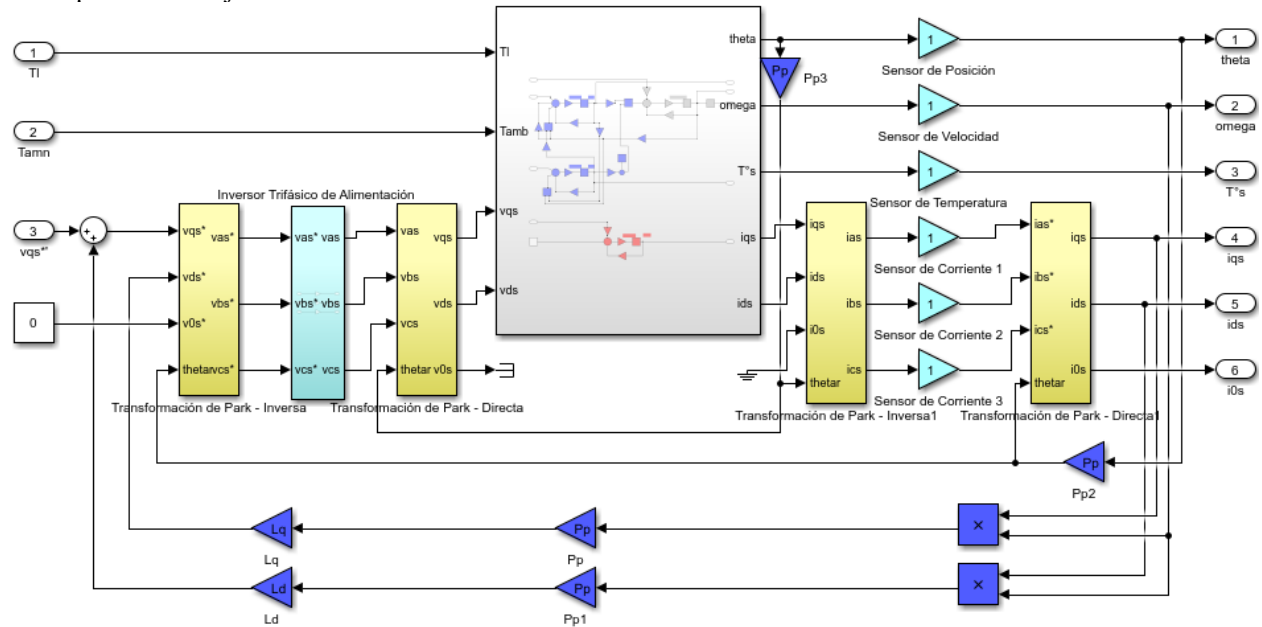 1
Tl
2
Tamn
3
vqs*'
0
Tl
Tamb
vqs
vds
theta
omega
T°s
iqs
ids
Pp
Pp3
1
Sensor de Posición
1
Sensor de Velocidad
1
Sensor de Temperatura
1
theta
2
omega
3
T°s
4
iqs
5
ids
6
i0s
Inversor Trifásico de Alimentación
vqs*
vds*
v0s*
thetar
vas*
vbs*
vcs*
Transformación de Park - Inversa
vas* vas
vbs* vbs
vcs* vcs
vas
vbs
vcs
thetar
vqs
vds
v0s
Transformación de Park - Directa
iqs
ids
i0s
thetar
ias
ibs
ics
Transformación de Park - Inversa1
1
Sensor de Corriente 1
1
Sensor de Corriente 2
1
Sensor de Corriente 3
ias*
ibs*
ics*
thetar
iqs
ids
i0s
Transformación de Park - Directa1
Pp
Pp2
Lq
Lq
Pp
Pp
×
Ld
Ld
Pp
Pp1
×